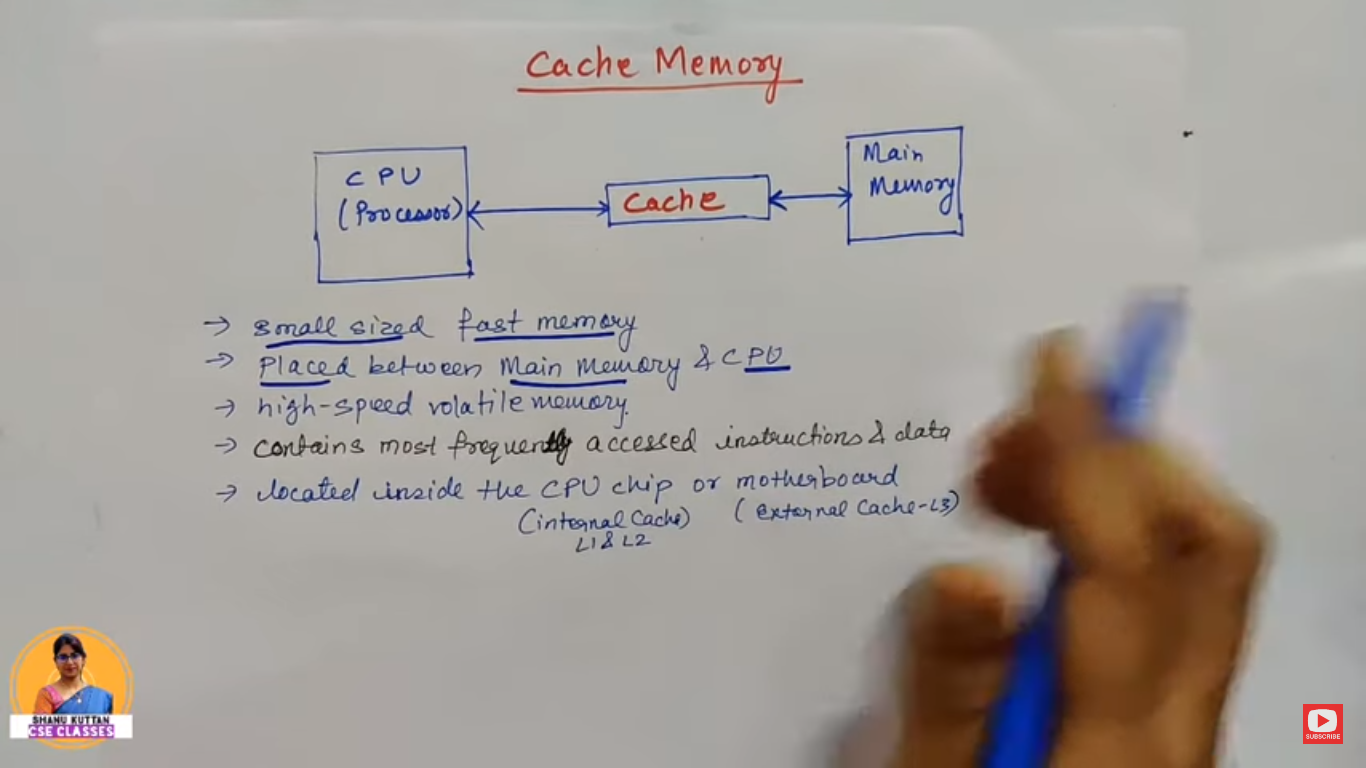 Cache Memory
CPU
(Processor)
Cache
Main
Memory
→ small sized fast memory
→ Placed between Main Memory & CPU
→ high-speed volatile memory.
→ contains most frequently accessed instructions & data
→ located inside the CPU chip or motherboard
(internal Cache) (External Cache-L3)
L1 & L2
SHANU KUTTAN
CSE CLASSES
SUBSCRIBE